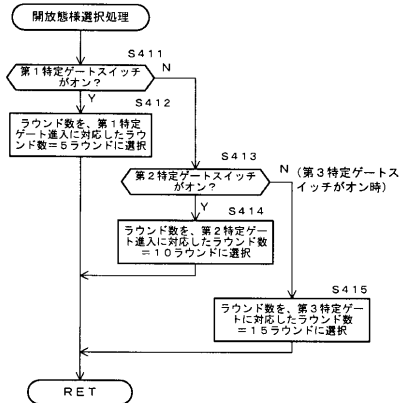 開放態様選択処理
S411
第1特定ゲートスイッチ
がオン?
N
Y
S412
ラウンド数を、第1特定
ゲート進入に対応したラウ
ンド数=5ラウンドに選択
S413
第2特定ゲートスイッチ
がオン?
N (第3特定ゲートス
イッチがオン時)
Y
S414
ラウンド数を、第2特定ゲー
ト進入に対応したラウンド数
=10ラウンドに選択
S415
ラウンド数を、第3特定ゲー
トに対応したラウンド数
=15ラウンドに選択
RET